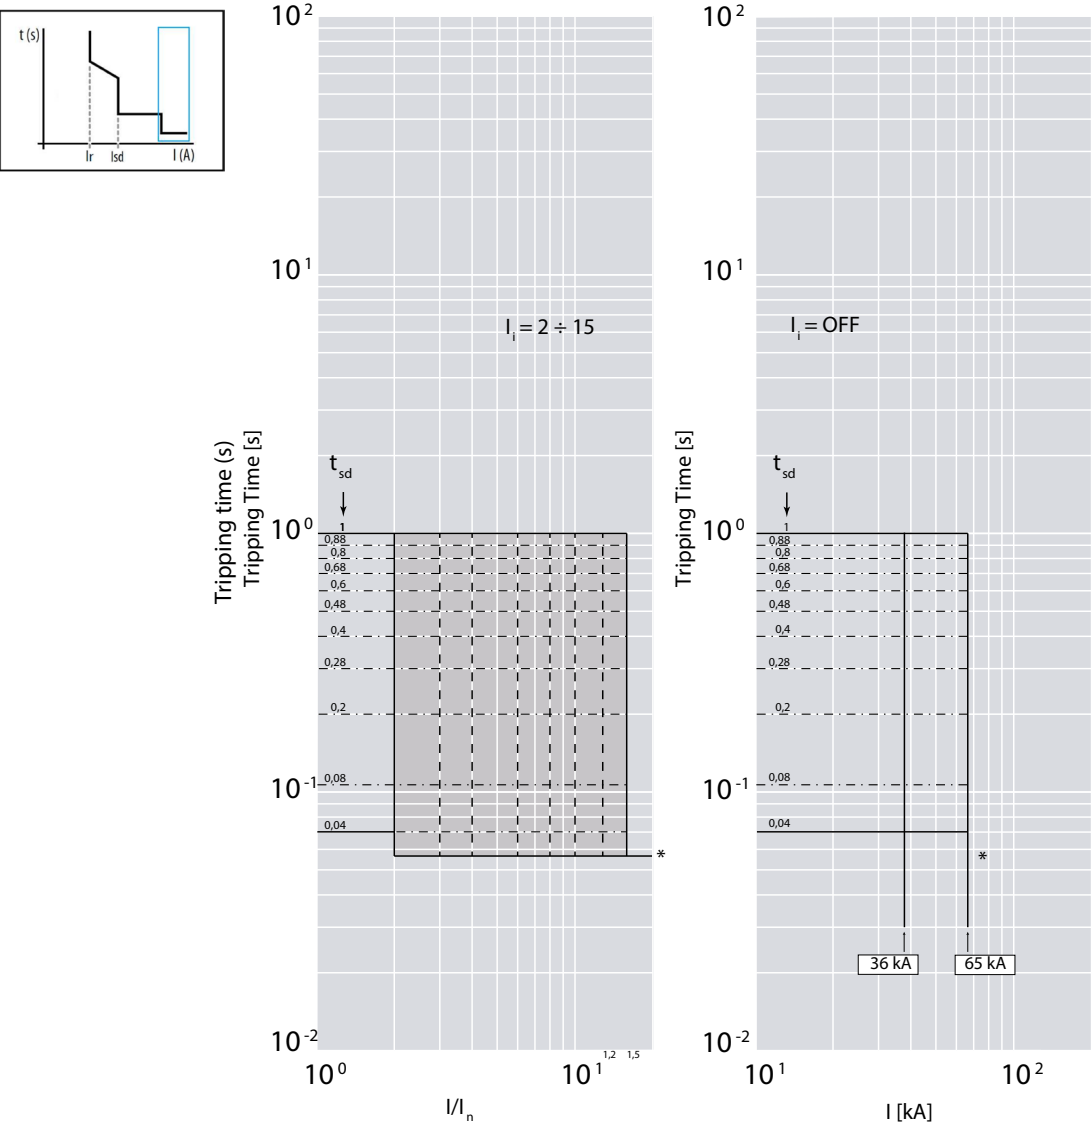 t (s)
Ir
Isd
I (A)
Tripping time (s)
Tripping Time [s]
10²
10¹
10⁰
10⁻¹
10⁻²
Iᵢ = 2 ÷ 15
t sd
1
0,88
0,8
0,68
0,6
0,48
0,4
0,28
0,2
0,08
0,04
*
10⁰
10¹
1,2
1,5
I/Iₙ
Tripping Time [s]
10²
10¹
10⁰
10⁻¹
10⁻²
Iᵢ = OFF
t sd
1
0,88
0,8
0,68
0,6
0,48
0,4
0,28
0,2
0,08
0,04
*
36 kA
65 kA
10¹
10²
I [kA]